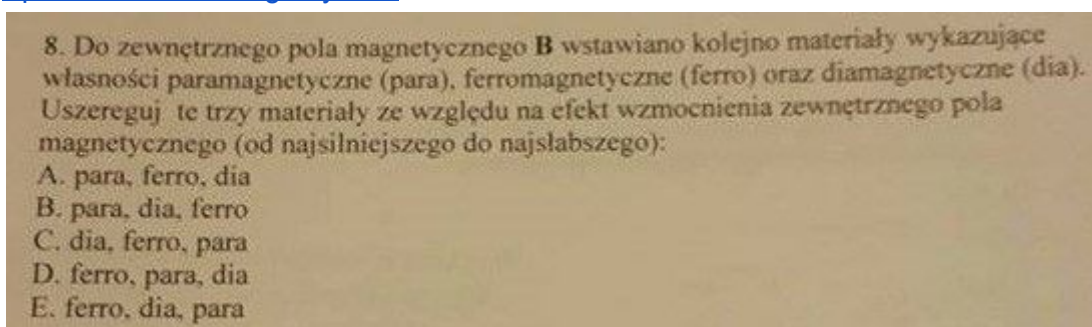 8. Do zewnętrznego pola magnetycznego B wstawiano kolejno materiały wykazujące
własności paramagnetyczne (para), ferromagnetyczne (ferro) oraz diamagnetyczne (dia).
Uszereguj te trzy materiały ze względu na efekt wzmocnienia zewnętrznego pola
magnetycznego (od najsilniejszego do najsłabszego):
A. para, ferro, dia
B. para, dia, ferro
C. dia, ferro, para
D. ferro, para, dia
E. ferro, dia, para